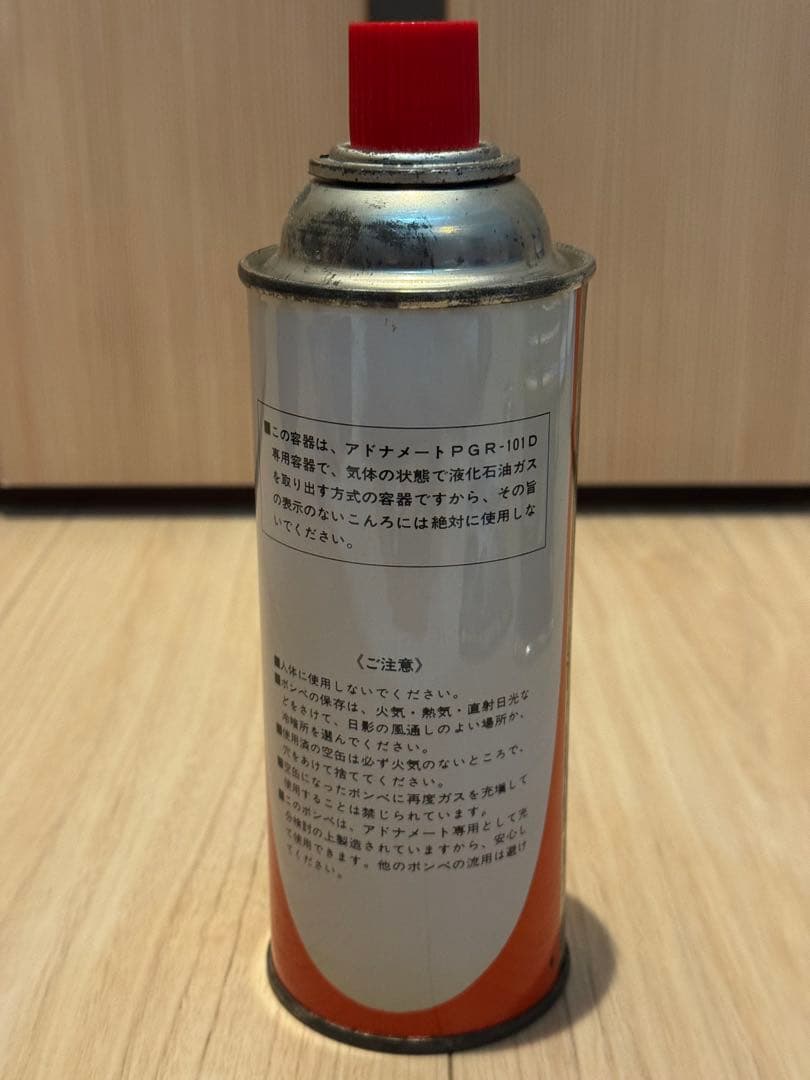 ■この容器は、アドナメートPGR-101D
専用容器で、気体の状態で液化石油ガス
を取り出す方式の容器ですから、その旨
の表示のないこんろには絶対に使用しな
いでください。
《ご注意》
■人体に使用しないでください。
■ボンベの保存は、火気・熱気・直射日光な
どをさけて、日影の風通しのよい場所か、
冷暗所を選んでください。
■使用済の空缶は必ず火気のないところで、
穴をあけて捨ててください。
■空缶になったボンベに再度ガスを充塡して
使用することは禁じられています。
■このボンベは、アドナメート専用として充
分検討の上製造されていますから、安心し
て使用できます。他のボンベの流用は避け
てください。